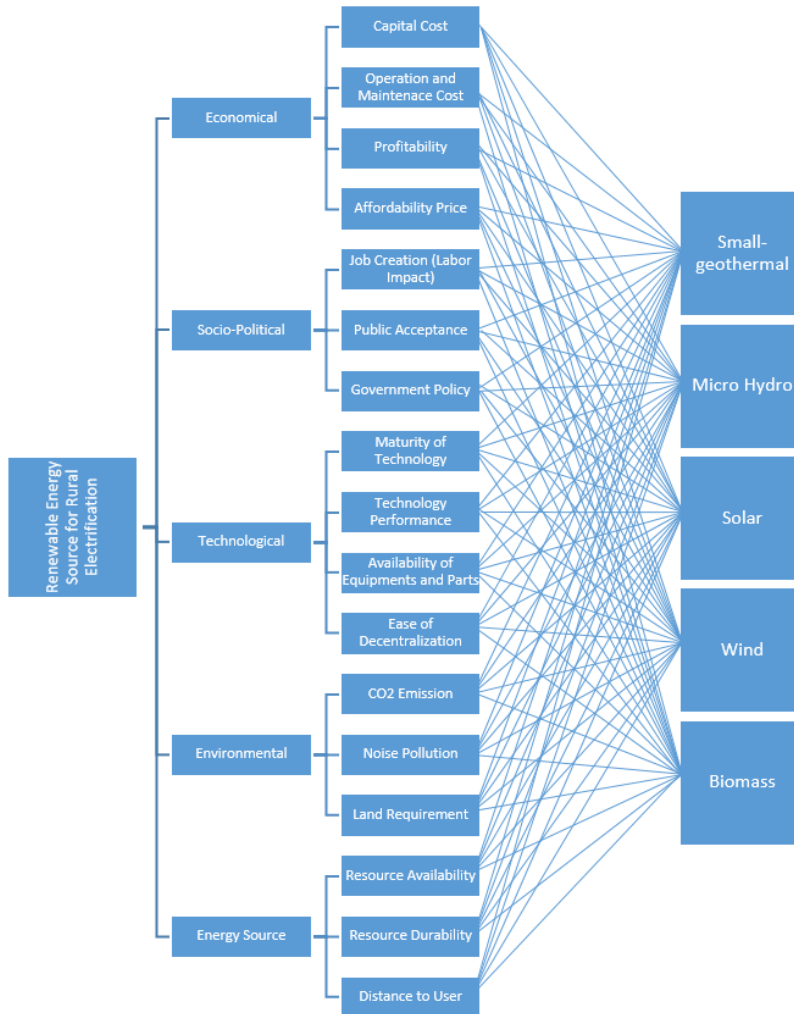 Renewable Energy
Source for Rural
Electrification
Economical
Socio-Political
Technological
Environmental
Energy Source
Capital Cost
Operation and
Maintenace Cost
Profitability
Affordability Price
Job Creation (Labor
Impact)
Public Acceptance
Government Policy
Maturity of
Technology
Technology
Performance
Availability of
Equipments and Parts
Ease of
Decentralization
CO2 Emission
Noise Pollution
Land Requirement
Resource Availability
Resource Durability
Distance to User
Small-
geothermal
Micro Hydro
Solar
Wind
Biomass